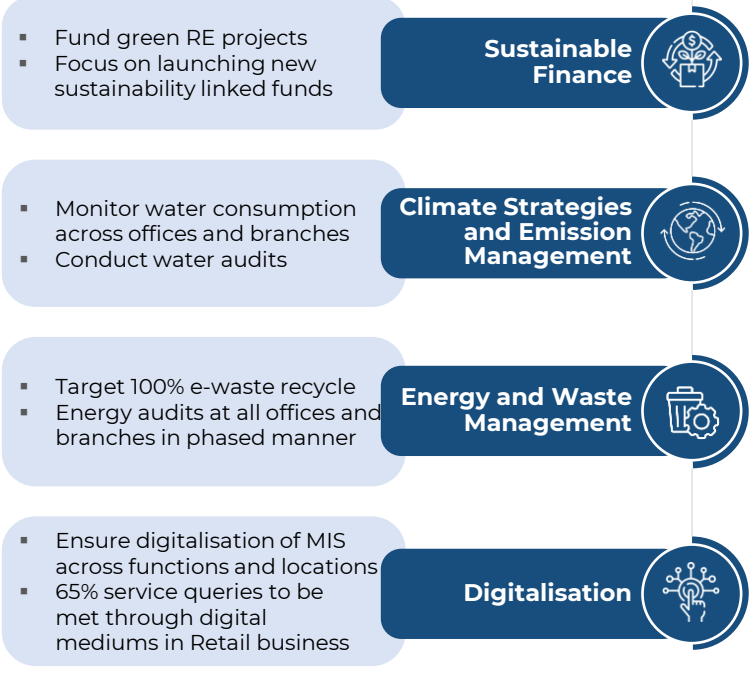 ▪ Fund green RE projects
▪ Focus on launching new
sustainability linked funds
Sustainable
Finance
▪ Monitor water consumption
across offices and branches
▪ Conduct water audits
Climate Strategies
and Emission
Management
▪ Target 100% e-waste recycle
▪ Energy audits at all offices and
branches in phased manner
Energy and Waste
Management
▪ Ensure digitalisation of MIS
across functions and locations
▪ 65% service queries to be
met through digital
mediums in Retail business
Digitalisation